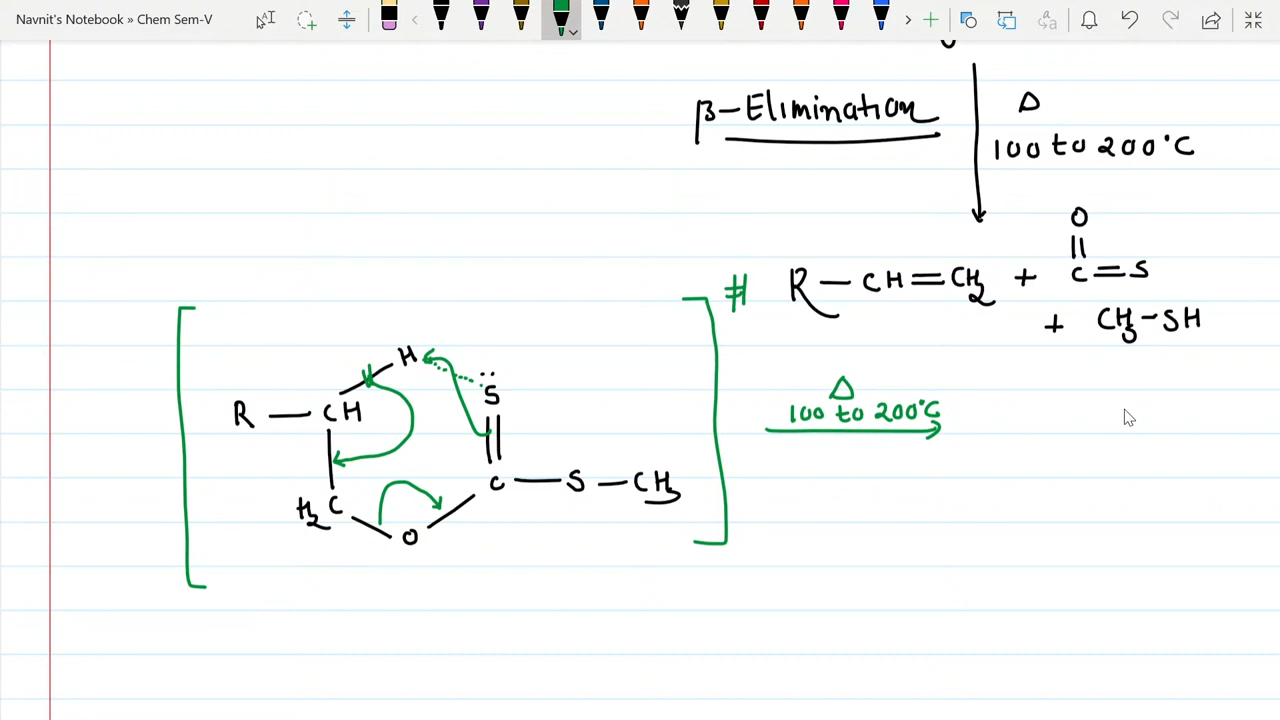 Navnit's Notebook » Chem Sem-V
β-Elimination
Δ
100 to 200°C
O
||
R — CH = CH₂ + C = S
+ CH₃ - SH
#
H
S
R — CH
Δ
100 to 200°C
C — S — CH₃
H₂C
O